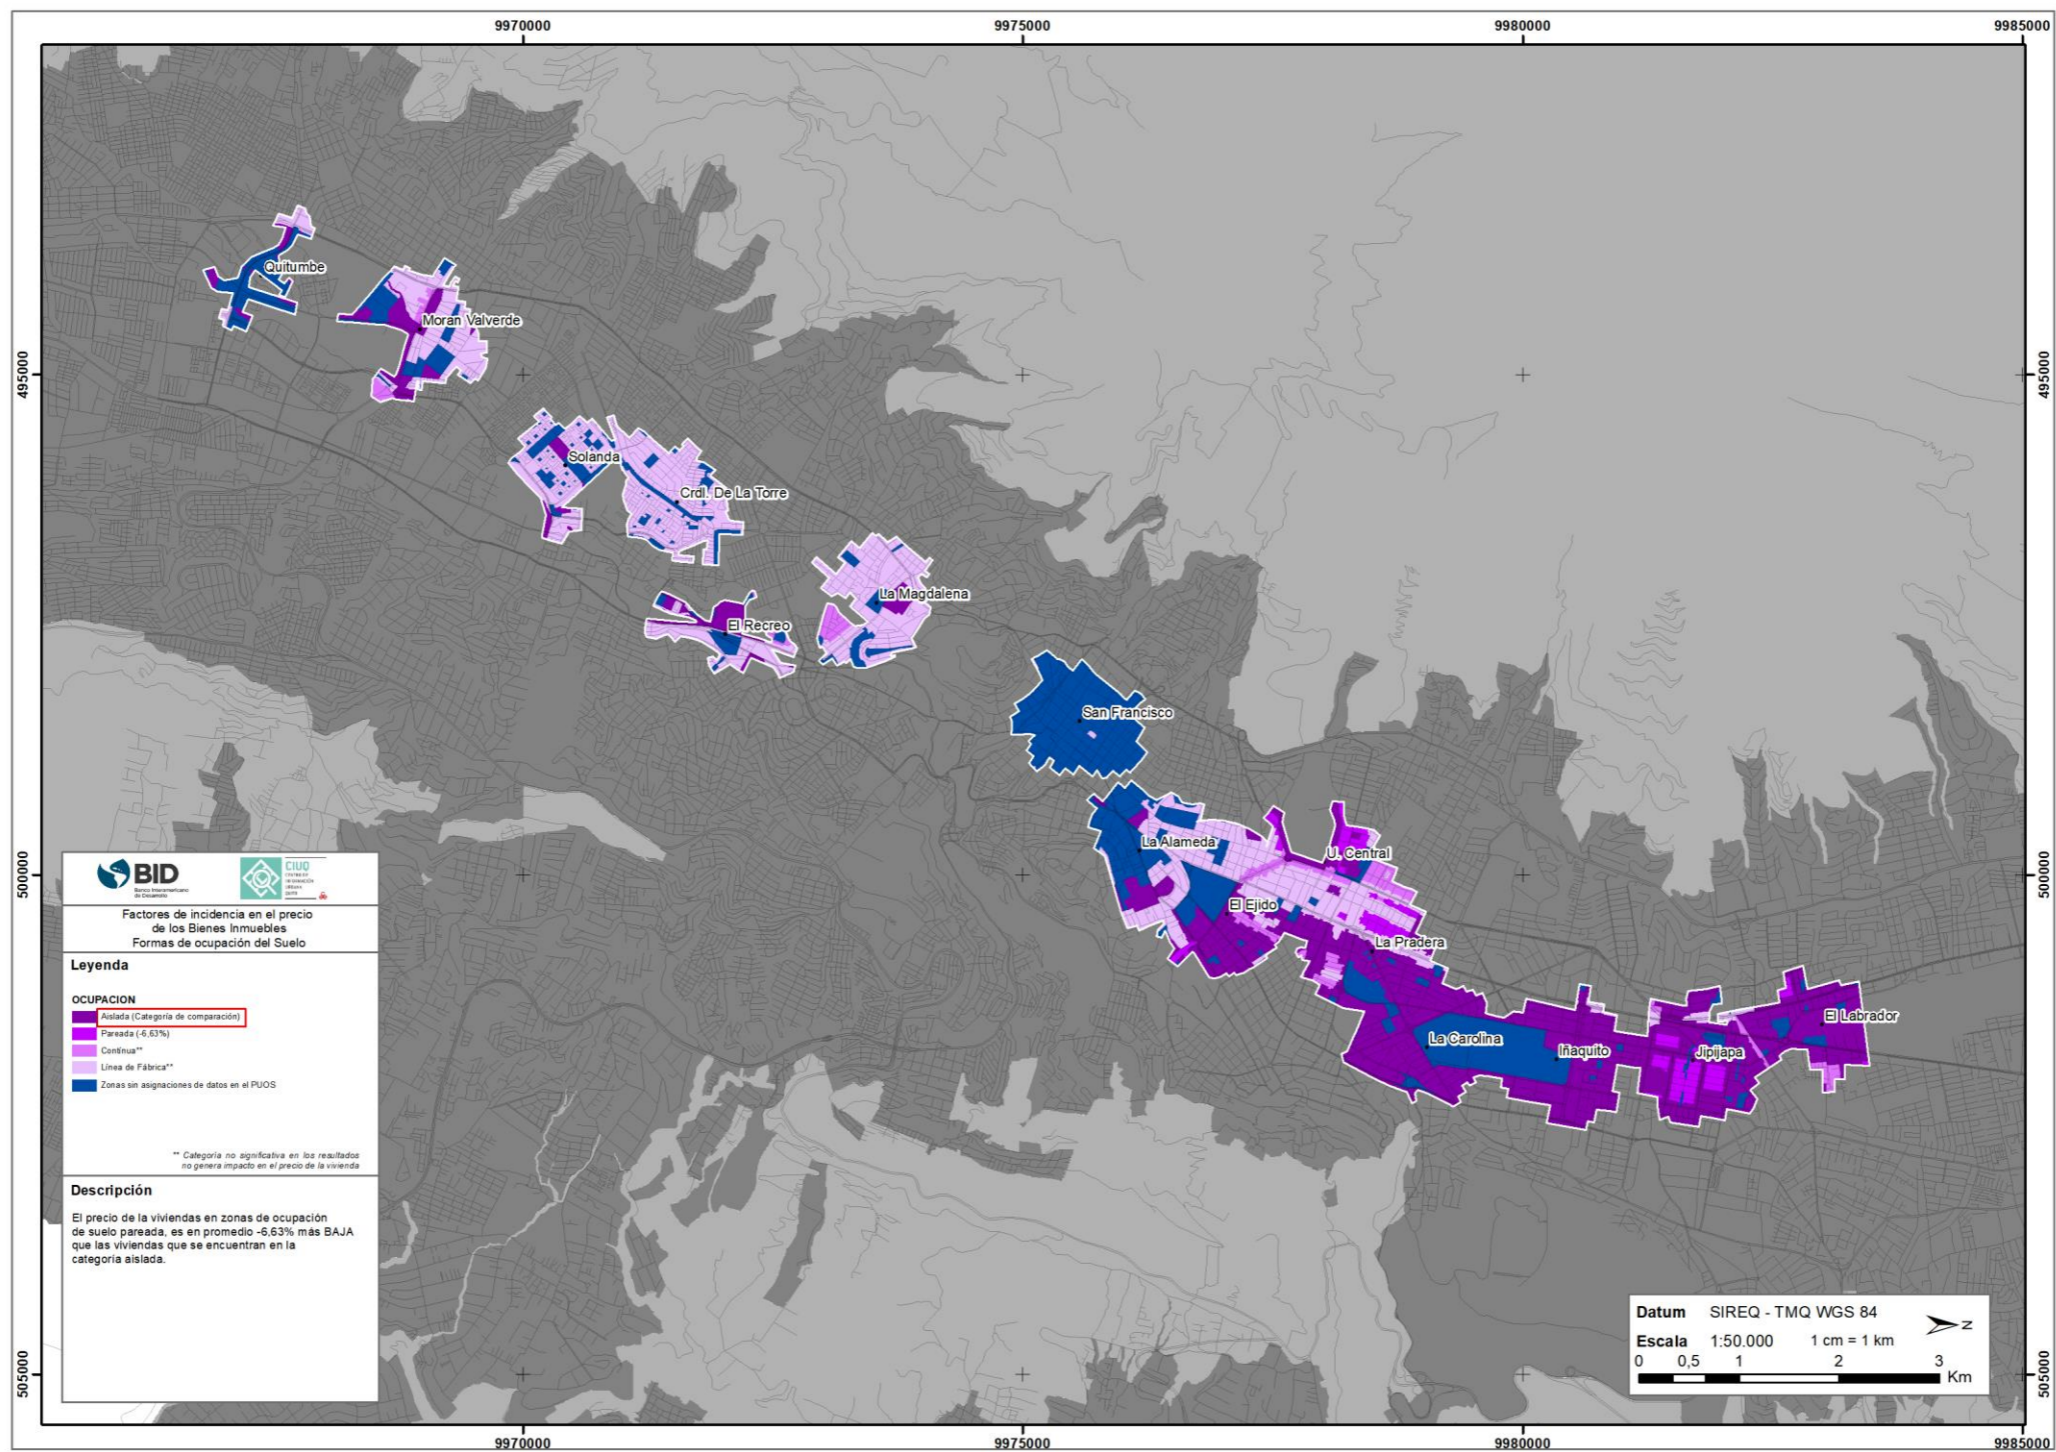 9970000
9975000
9980000
9985000
495000
495000
500000
500000
505000
505000
Quitumbe
Moran Valverde
Solanda
Crdl. De La Torre
La Magdalena
El Recreo
San Francisco
La Alameda
U. Central
El Ejido
La Pradera
La Carolina
Iñaquito
Jipijapa
El Labrador
BID
Banco Interamericano
de Desarrollo
CIUQ
Factores de incidencia en el precio
de los Bienes Inmuebles
Formas de ocupación del Suelo
Leyenda
OCUPACION
Aislada (Categoría de comparación)
Pareada (-6,63%)
Contínua**
Línea de Fábrica**
Zonas sin asignaciones de datos en el PUOS
** Categoría no significativa en los resultados
no genera impacto en el precio de la vivienda
Descripción
El precio de la viviendas en zonas de ocupación
de suelo pareada, es en promedio -6,63% más BAJA
que las viviendas que se encuentran en la
categoría aislada.
Datum SIREQ - TMQ WGS 84
Escala 1:50.000 1 cm = 1 km
N
0 0,5 1 2 3
Km
9970000
9975000
9980000
9985000